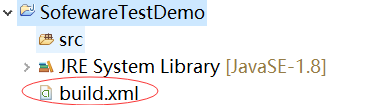 SofewareTestDemo
src
JRE System Library [JavaSE-1.8]
build.xml